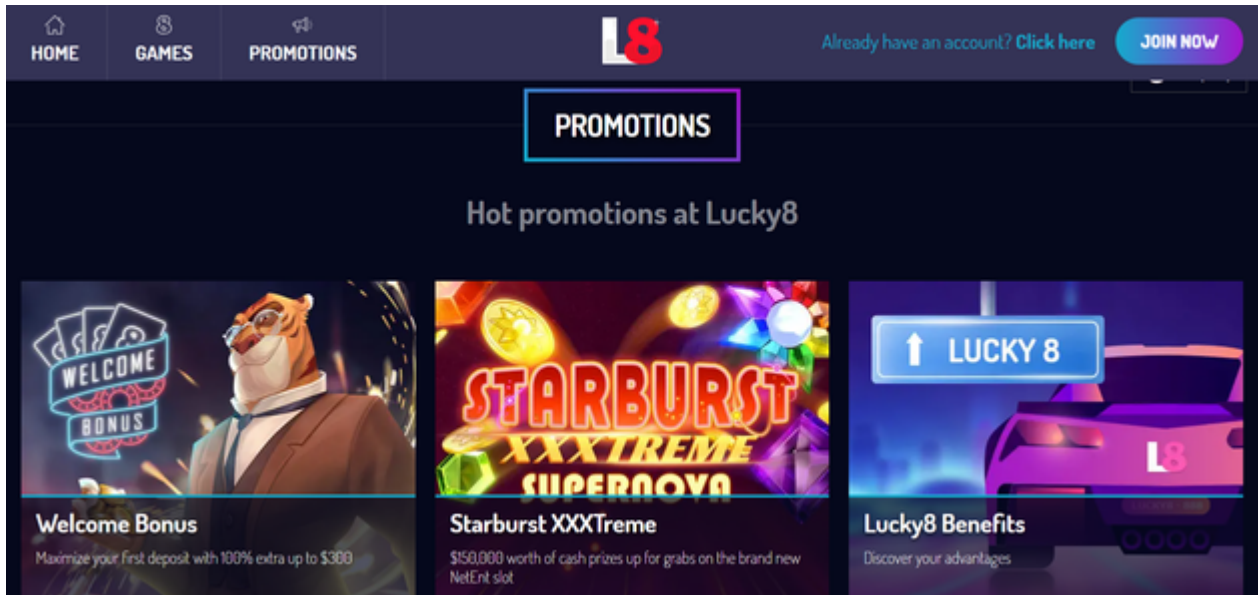 HOME
GAMES
PROMOTIONS
L8
Already have an account? Click here
JOIN NOW
PROMOTIONS
Hot promotions at Lucky8
WELCOME
BONUS
STARBURST
XXXTREME
SUPERNOVA
LUCKY 8
L8
Welcome Bonus
Maximize your first deposit with 100% extra up to $300
Starburst XXXTreme
$150,000 worth of cash prizes up for grabs on the brand new
NetEnt slot
Lucky8 Benefits
Discover your advantages